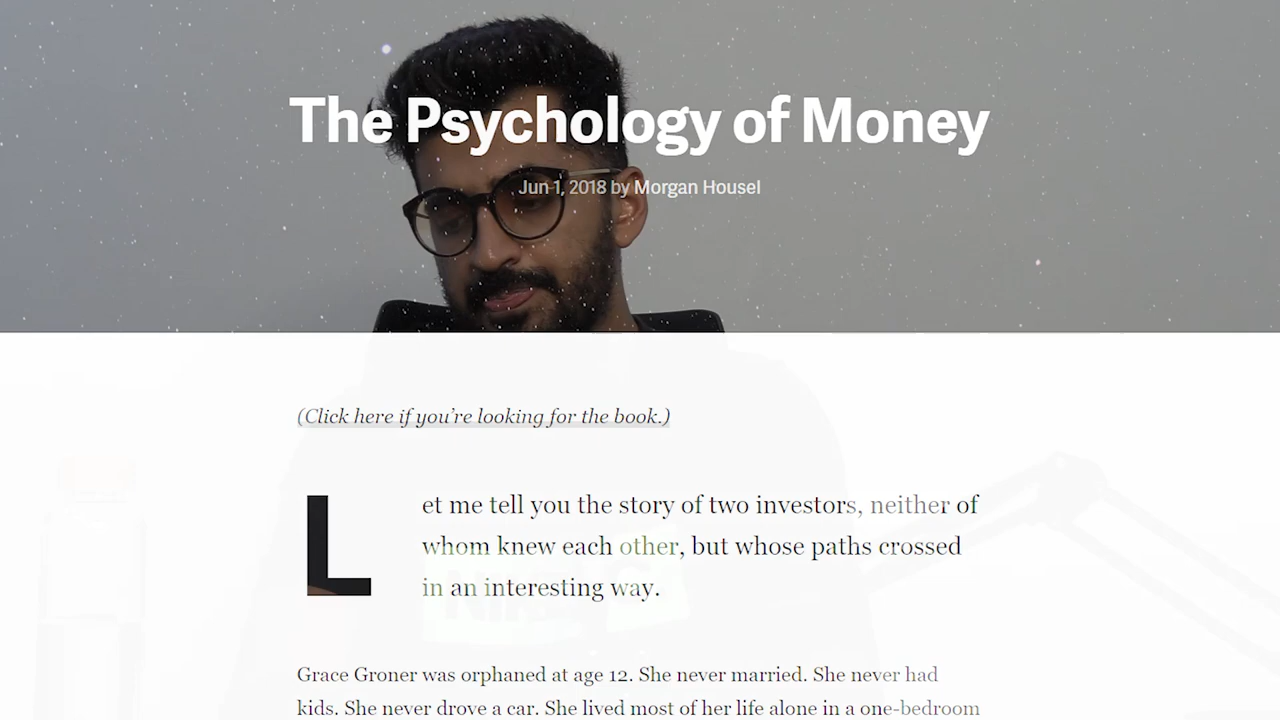 The Psychology of Money
Jun 1, 2018 by Morgan Housel
(Click here if you’re looking for the book.)
Let me tell you the story of two investors, neither of
whom knew each other, but whose paths crossed
in an interesting way.
Grace Groner was orphaned at age 12. She never married. She never had
kids. She never drove a car. She lived most of her life alone in a one-bedroom